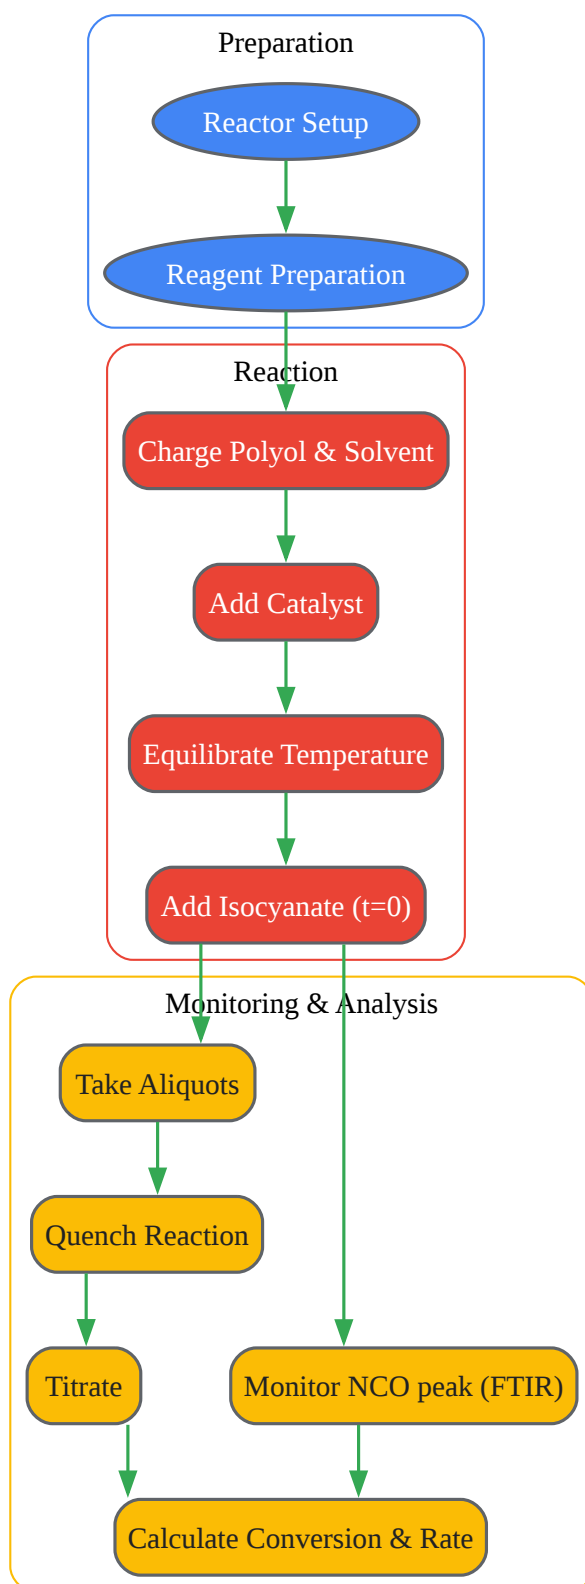 Preparation
Reactor Setup
Reagent Preparation
Reaction
Charge Polyol & Solvent
Add Catalyst
Equilibrate Temperature
Add Isocyanate (t=0)
Monitoring & Analysis
Take Aliquots
Quench Reaction
Titrate
Monitor NCO peak (FTIR)
Calculate Conversion & Rate